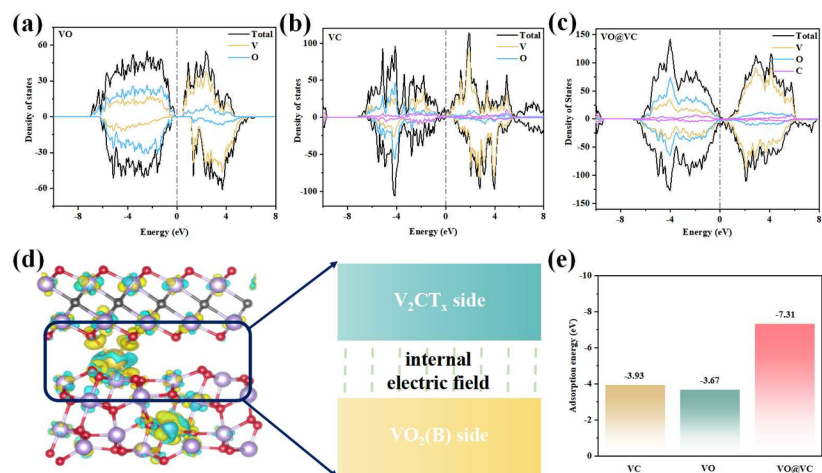 (a)
VO
Total
V
O
Density of states
60
30
0
-30
-60
-8
-4
0
4
8
Energy (eV)
(b)
VC
Total
V
O
Density of states
100
50
0
-50
-100
-8
-4
0
4
8
Energy (eV)
(c)
VO@VC
Total
V
O
C
Density of States
150
100
50
0
-50
-100
-150
-8
-4
0
4
8
Energy (eV)
(d)
V₂CTₓ side
internal
electric field
VO₂(B) side
(e)
Adsorption energy (eV)
-10
-8
-6
-4
-2
0
-3.93
-3.67
-7.31
VC
VO
VO@VC